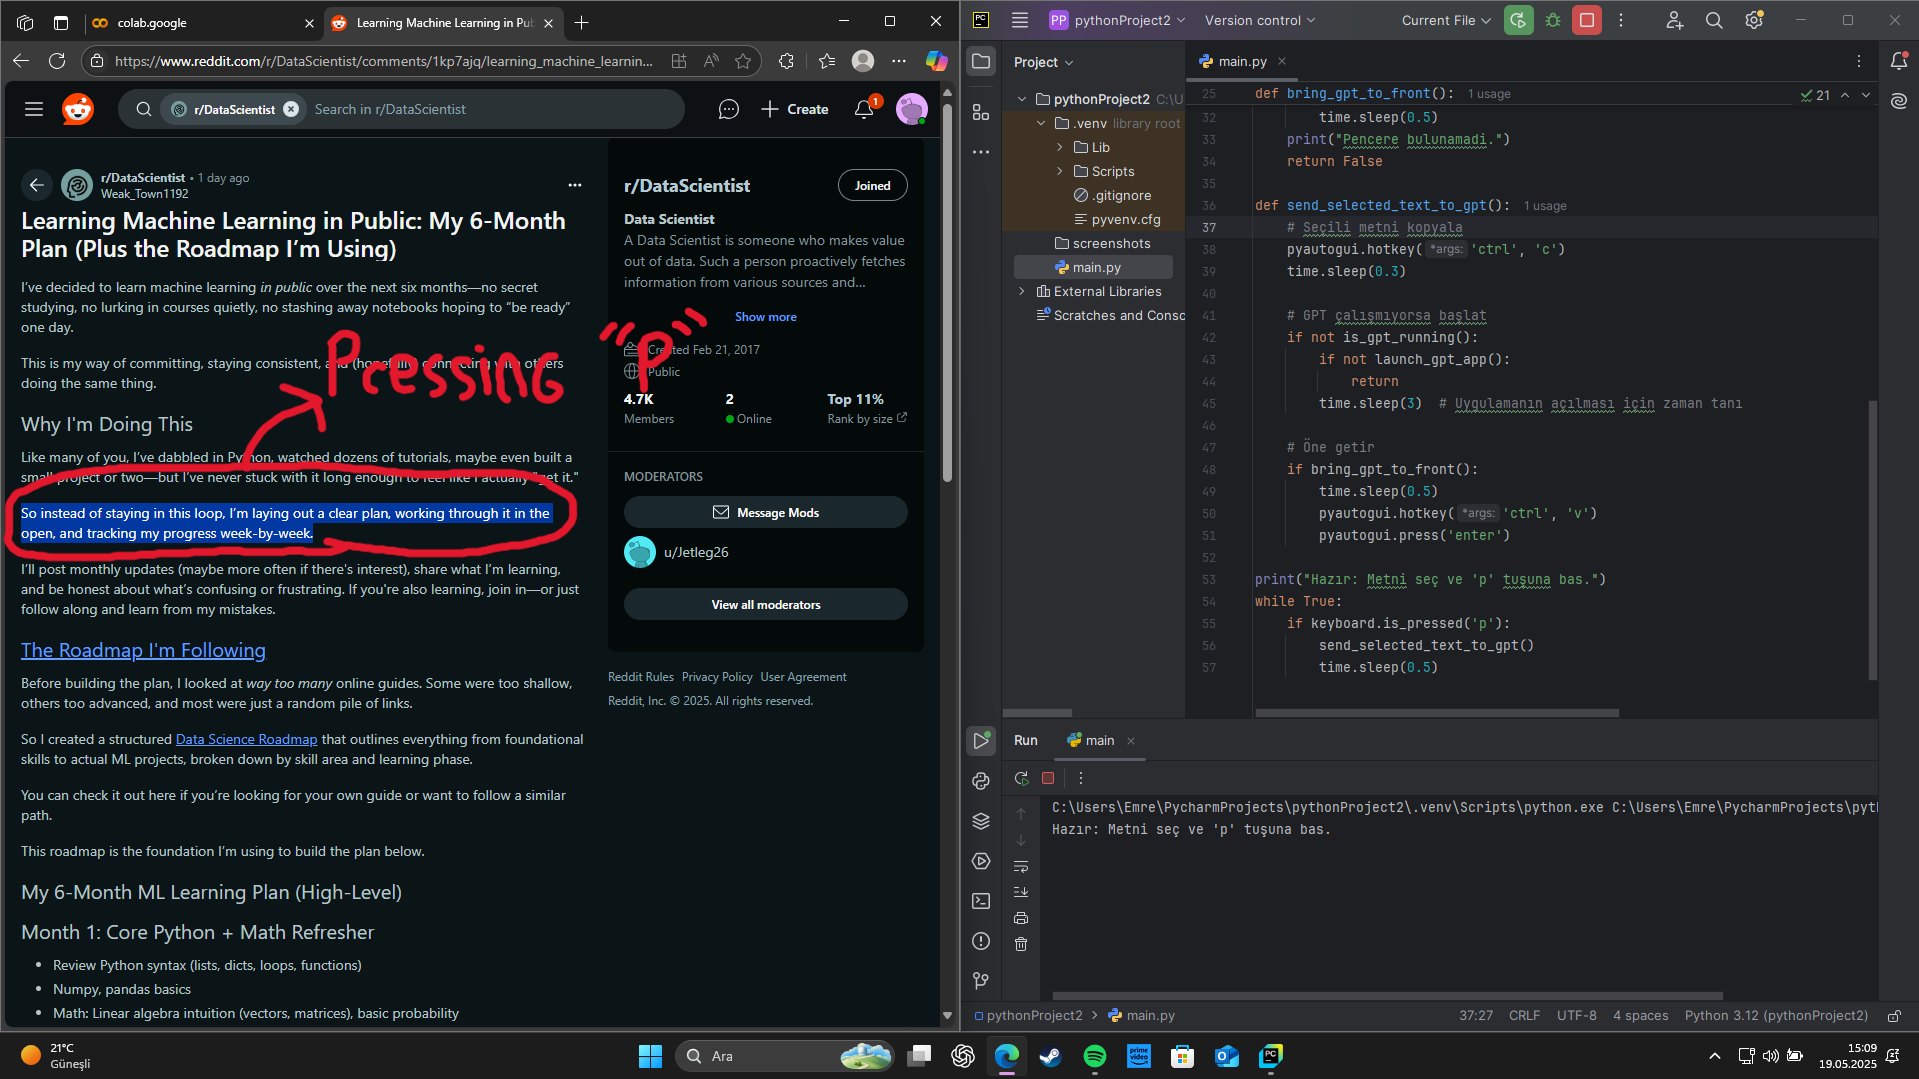 colab.google
Learning Machine Learning in Pub
https://www.reddit.com/r/DataScientist/comments/1kp7ajq/learning_machine_learnin...
r/DataScientist
Search in r/DataScientist
Create
1
r/DataScientist • 1 day ago
Weak_Town1192
Learning Machine Learning in Public: My 6-Month
Plan (Plus the Roadmap I’m Using)
I’ve decided to learn machine learning in public over the next six months—no secret
studying, no lurking in courses quietly, no stashing away notebooks hoping to “be ready”
one day.
Pressing "P"
This is my way of committing, staying consistent, and (hopefully) connecting with others
doing the same thing.
Why I'm Doing This
Like many of you, I’ve dabbled in Python, watched dozens of tutorials, maybe even built a
small project or two—but I’ve never stuck with it long enough to feel like I actually "get it."
So instead of staying in this loop, I’m laying out a clear plan, working through it in the
open, and tracking my progress week-by-week.
I’ll post monthly updates (maybe more often if there's interest), share what I’m learning,
and be honest about what’s confusing or frustrating. If you're also learning, join in—or just
follow along and learn from my mistakes.
The Roadmap I'm Following
Before building the plan, I looked at way too many online guides. Some were too shallow,
others too advanced, and most were just a random pile of links.
So I created a structured Data Science Roadmap that outlines everything from foundational
skills to actual ML projects, broken down by skill area and learning phase.
You can check it out here if you’re looking for your own guide or want to follow a similar
path.
This roadmap is the foundation I’m using to build the plan below.
My 6-Month ML Learning Plan (High-Level)
Month 1: Core Python + Math Refresher
• Review Python syntax (lists, dicts, loops, functions)
• Numpy, pandas basics
• Math: Linear algebra intuition (vectors, matrices), basic probability
r/DataScientist
Joined
Data Scientist
A Data Scientist is someone who makes value
out of data. Such a person proactively fetches
information from various sources and...
Show more
Created Feb 21, 2017
Public
4.7K
Members
2
Online
Top 11%
Rank by size
MODERATORS
Message Mods
u/Jetleg26
View all moderators
Reddit Rules Privacy Policy User Agreement
Reddit, Inc. © 2025. All rights reserved.
PC
PP pythonProject2
Version control
Current File
Project
pythonProject2 C:\U
.venv library root
Lib
Scripts
.gitignore
pyvenv.cfg
screenshots
main.py
External Libraries
Scratches and Conso
main.py
21
25 def bring_gpt_to_front(): 1 usage
32 time.sleep(0.5)
33 print("Pencere bulunamadi.")
34 return False
35
36 def send_selected_text_to_gpt(): 1 usage
37 # Seçili metni kopyala
38 pyautogui.hotkey( *args: 'ctrl', 'c')
39 time.sleep(0.3)
40
41 # GPT çalışmıyorsa başlat
42 if not is_gpt_running():
43 if not launch_gpt_app():
44 return
45 time.sleep(3) # Uygulamanın açılması için zaman tanı
46
47 # Öne getir
48 if bring_gpt_to_front():
49 time.sleep(0.5)
50 pyautogui.hotkey( *args: 'ctrl', 'v')
51 pyautogui.press('enter')
52
53 print("Hazır: Metni seç ve 'p' tuşuna bas.")
54 while True:
55 if keyboard.is_pressed('p'):
56 send_selected_text_to_gpt()
57 time.sleep(0.5)
Run
main
C:\Users\Emre\PycharmProjects\pythonProject2\.venv\Scripts\python.exe C:\Users\Emre\PycharmProjects\pyt
Hazır: Metni seç ve 'p' tuşuna bas.
pythonProject2 > main.py
37:27 CRLF UTF-8 4 spaces Python 3.12 (pythonProject2)
21°C
Güneşli
Ara
prime video
PC
15:09
19.05.2025